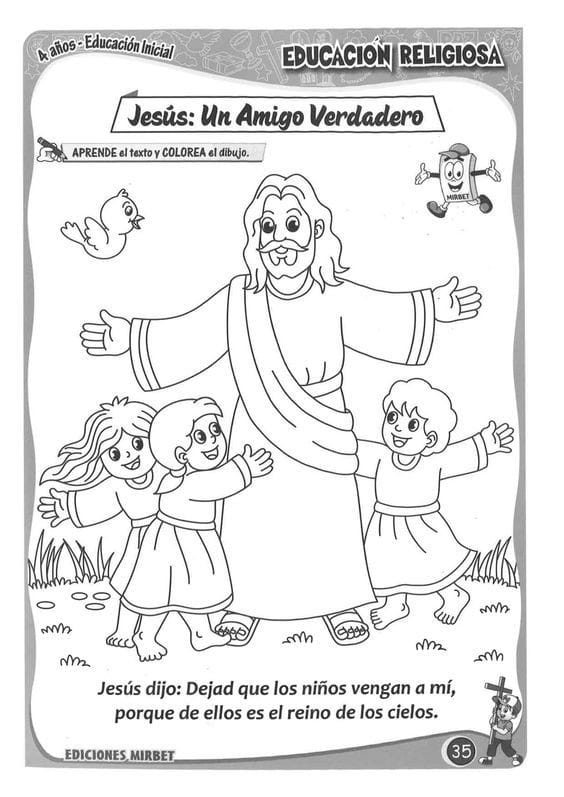 4 años - Educación Inicial
EDUCACIÓN RELIGIOSA
Jesús: Un Amigo Verdadero
APRENDE el texto y COLOREA el dibujo.
MIRBET
Jesús dijo: Dejad que los niños vengan a mí,
porque de ellos es el reino de los cielos.
EDICIONES MIRBET
35